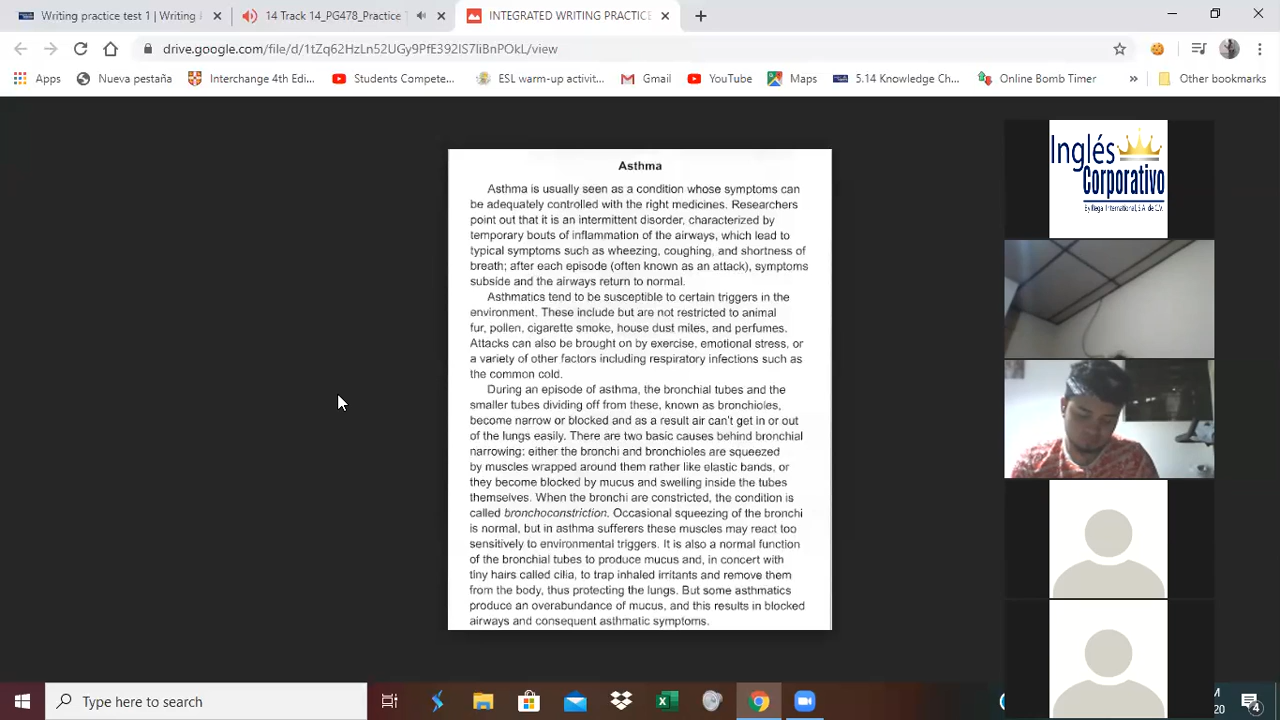 Writing practice test 1 | Writing
14 Track 14_PG478_Practice
INTEGRATED WRITING PRACTICE
drive.google.com/file/d/1tZq62HzLn52UGy9PfE392IS7IiBnPOkL/view
Apps
Nueva pestaña
Interchange 4th Edi...
Students Compete...
ESL warm-up activit...
Gmail
YouTube
Maps
5.14 Knowledge Ch...
Online Bomb Timer
»
Other bookmarks
Asthma
Asthma is usually seen as a condition whose symptoms can
be adequately controlled with the right medicines. Researchers
point out that it is an intermittent disorder, characterized by
temporary bouts of inflammation of the airways, which lead to
typical symptoms such as wheezing, coughing, and shortness of
breath; after each episode (often known as an attack), symptoms
subside and the airways return to normal.
Asthmatics tend to be susceptible to certain triggers in the
environment. These include but are not restricted to animal
fur, pollen, cigarette smoke, house dust mites, and perfumes.
Attacks can also be brought on by exercise, emotional stress, or
a variety of other factors including respiratory infections such as
the common cold.
During an episode of asthma, the bronchial tubes and the
smaller tubes dividing off from these, known as bronchioles,
become narrow or blocked and as a result air can't get in or out
of the lungs easily. There are two basic causes behind bronchial
narrowing: either the bronchi and bronchioles are squeezed
by muscles wrapped around them rather like elastic bands, or
they become blocked by mucus and swelling inside the tubes
themselves. When the bronchi are constricted, the condition is
called bronchoconstriction. Occasional squeezing of the bronchi
is normal, but in asthma sufferers these muscles may react too
sensitively to environmental triggers. It is also a normal function
of the bronchial tubes to produce mucus and, in concert with
tiny hairs called cilia, to trap inhaled irritants and remove them
from the body, thus protecting the lungs. But some asthmatics
produce an overabundance of mucus, and this results in blocked
airways and consequent asthmatic symptoms.
Inglés
Corporativo
By Rega International, S.A. de C.V.
Type here to search
M
20
4